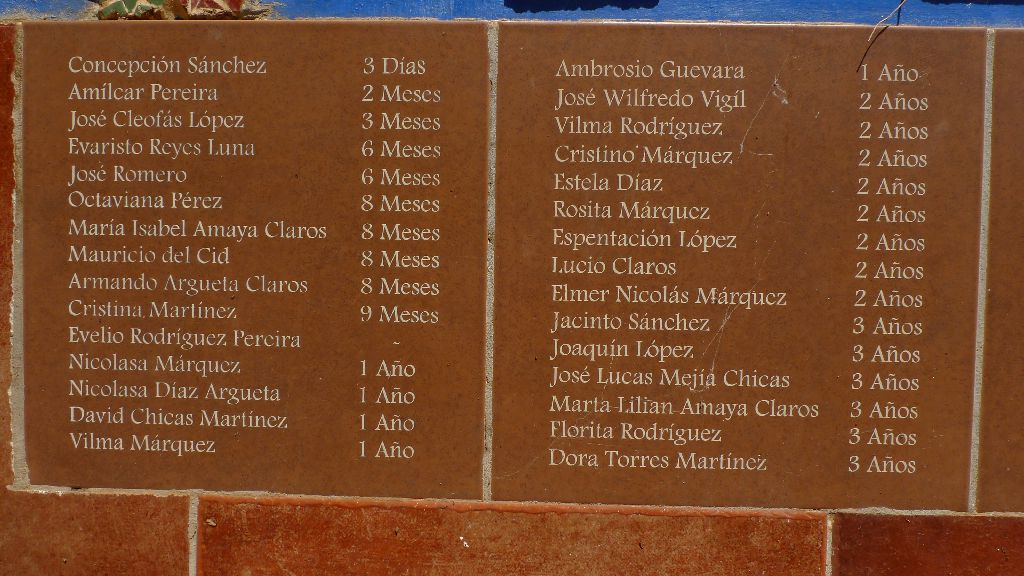 Concepción Sánchez 3 Días
Amílcar Pereira 2 Meses
José Cleofás López 3 Meses
Evaristo Reyes Luna 6 Meses
José Romero 6 Meses
Octaviana Pérez 8 Meses
María Isabel Amaya Claros 8 Meses
Mauricio del Cid 8 Meses
Armando Argueta Claros 8 Meses
Cristina Martínez 9 Meses
Evelio Rodríguez Pereira -
Nicolasa Márquez 1 Año
Nicolasa Díaz Argueta 1 Año
David Chicas Martínez 1 Año
Vilma Márquez 1 Año
Ambrosio Guevara 1 Año
José Wilfredo Vigíl 2 Años
Vilma Rodríguez 2 Años
Cristino Márquez 2 Años
Estela Díaz 2 Años
Rosita Márquez 2 Años
Espentación López 2 Años
Lució Claros 2 Años
Elmer Nicolás Márquez 2 Años
Jacinto Sánchez 3 Años
Joaquín López 3 Años
José Lucas Mejía Chicas 3 Años
Marta Lilian Amaya Claros 3 Años
Florita Rodríguez 3 Años
Dora Torres Martínez 3 Años